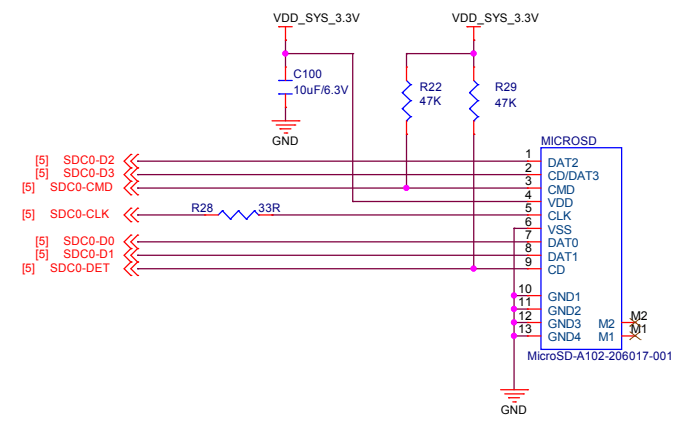 VDD_SYS_3.3V VDD_SYS_3.3V
C100
10uF/6.3V
R22
47K
R29
47K
GND
MICROSD
[5] SDC0-D2 1 DAT2
[5] SDC0-D3 2 CD/DAT3
[5] SDC0-CMD 3 CMD
4 VDD
[5] SDC0-CLK R28 33R 5 CLK
6 VSS
[5] SDC0-D0 7 DAT0
[5] SDC0-D1 8 DAT1
[5] SDC0-DET 9 CD
10 GND1
11 GND2
12 GND3 M2 M2
13 GND4 M1 M1
MicroSD-A102-206017-001
GND